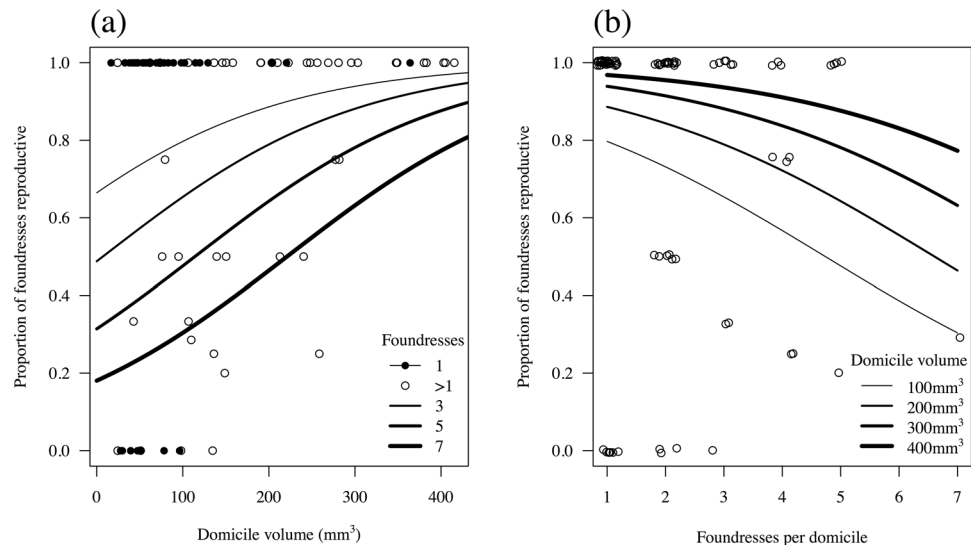 (a)
(b)
Proportion of foundresses reproductive
1.0
0.8
0.6
0.4
0.2
0.0
0
100
200
300
400
Domicile volume (mm³)
Foundresses
1
>1
3
5
7
Proportion of foundresses reproductive
1.0
0.8
0.6
0.4
0.2
0.0
1
2
3
4
5
6
7
Foundresses per domicile
Domicile volume
100mm³
200mm³
300mm³
400mm³